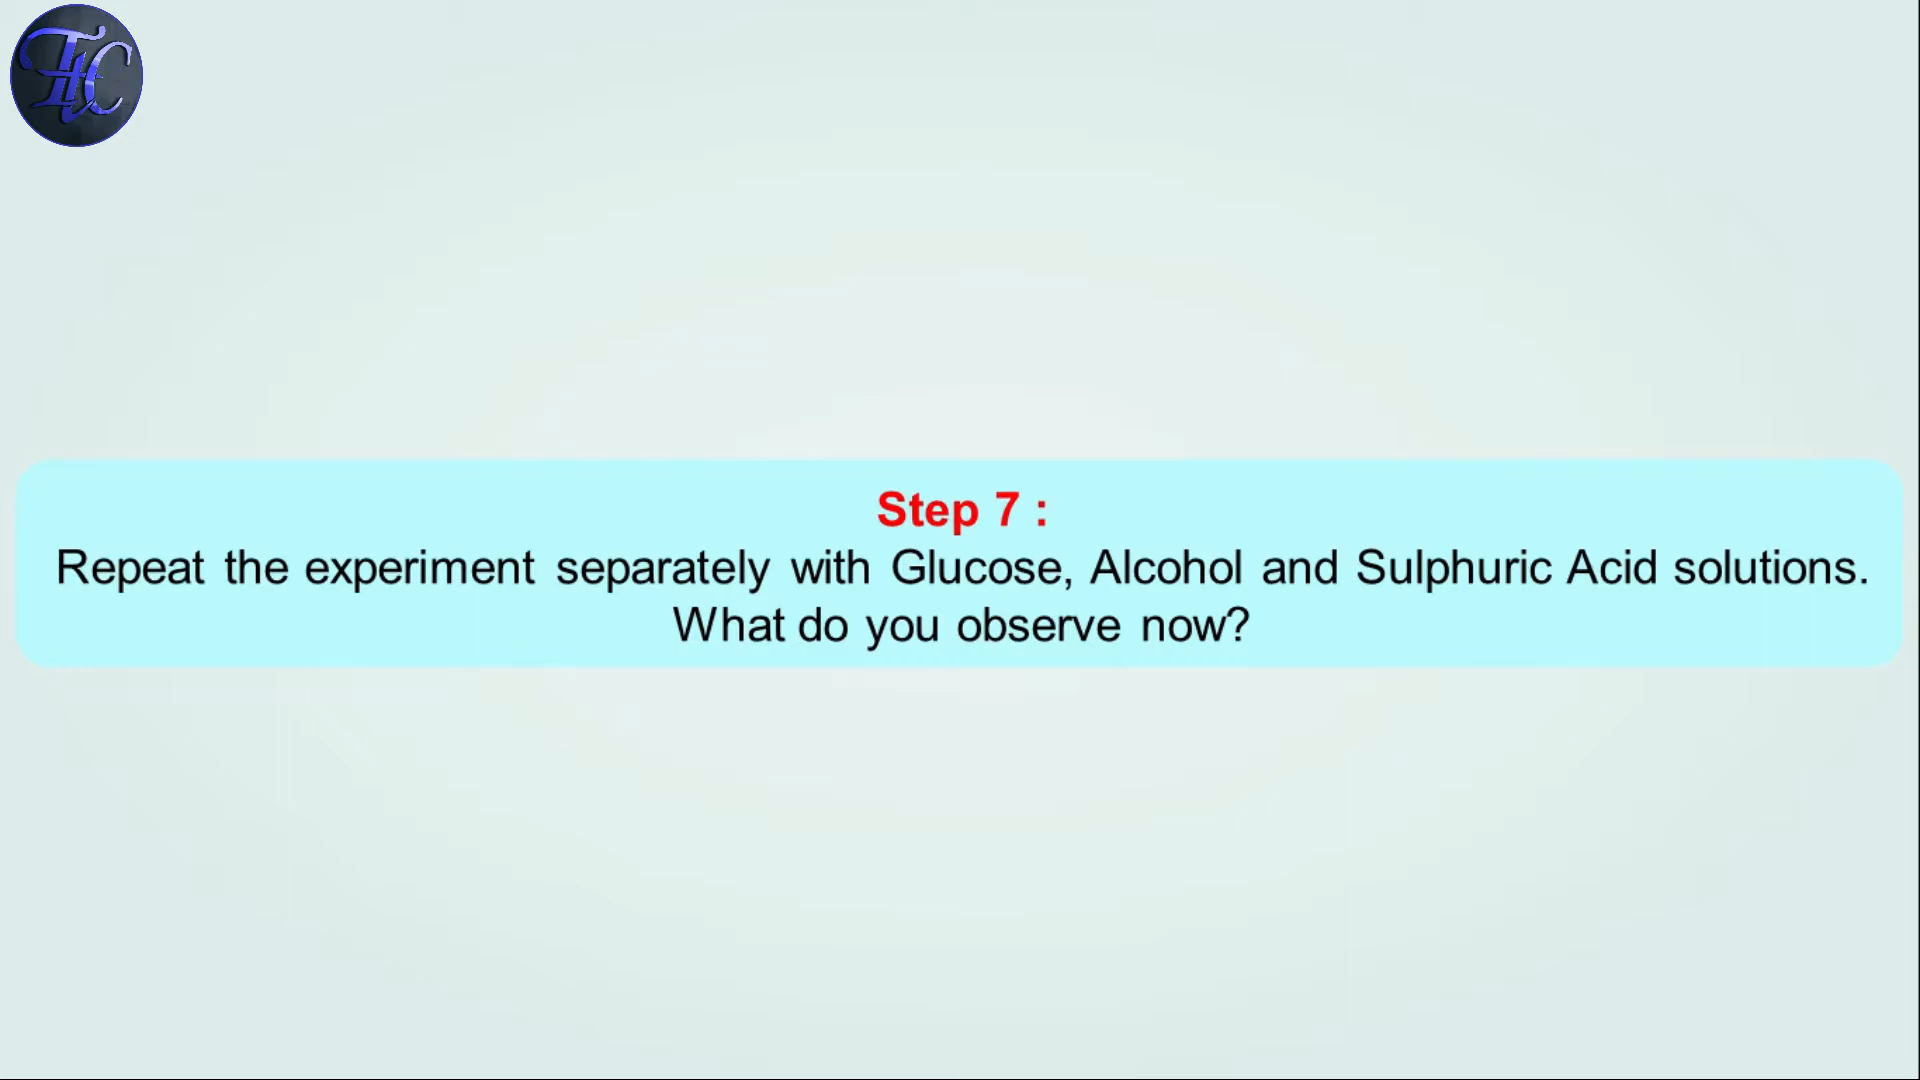 Step 7 :
Repeat the experiment separately with Glucose, Alcohol and Sulphuric Acid solutions.
What do you observe now?